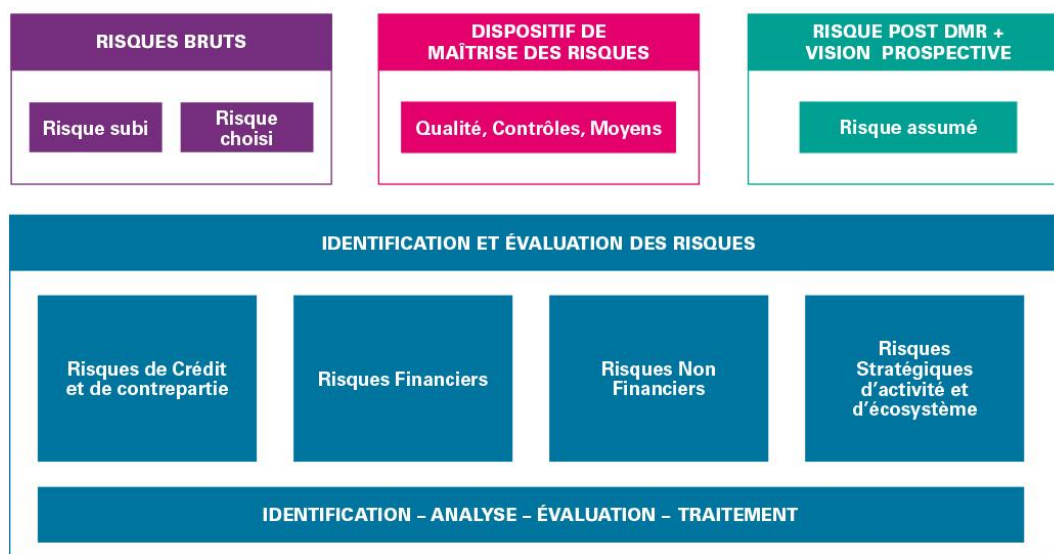 RISQUES BRUTS
Risque subi
Risque
choisi
DISPOSITIF DE
MAÎTRISE DES RISQUES
Qualité, Contrôles, Moyens
RISQUE POST DMR +
VISION PROSPECTIVE
Risque assumé
IDENTIFICATION ET ÉVALUATION DES RISQUES
Risques de Crédit
et de contrepartie
Risques Financiers
Risques Non
Financiers
Risques
Stratégiques
d’activité et
d’écosystème
IDENTIFICATION – ANALYSE – ÉVALUATION – TRAITEMENT